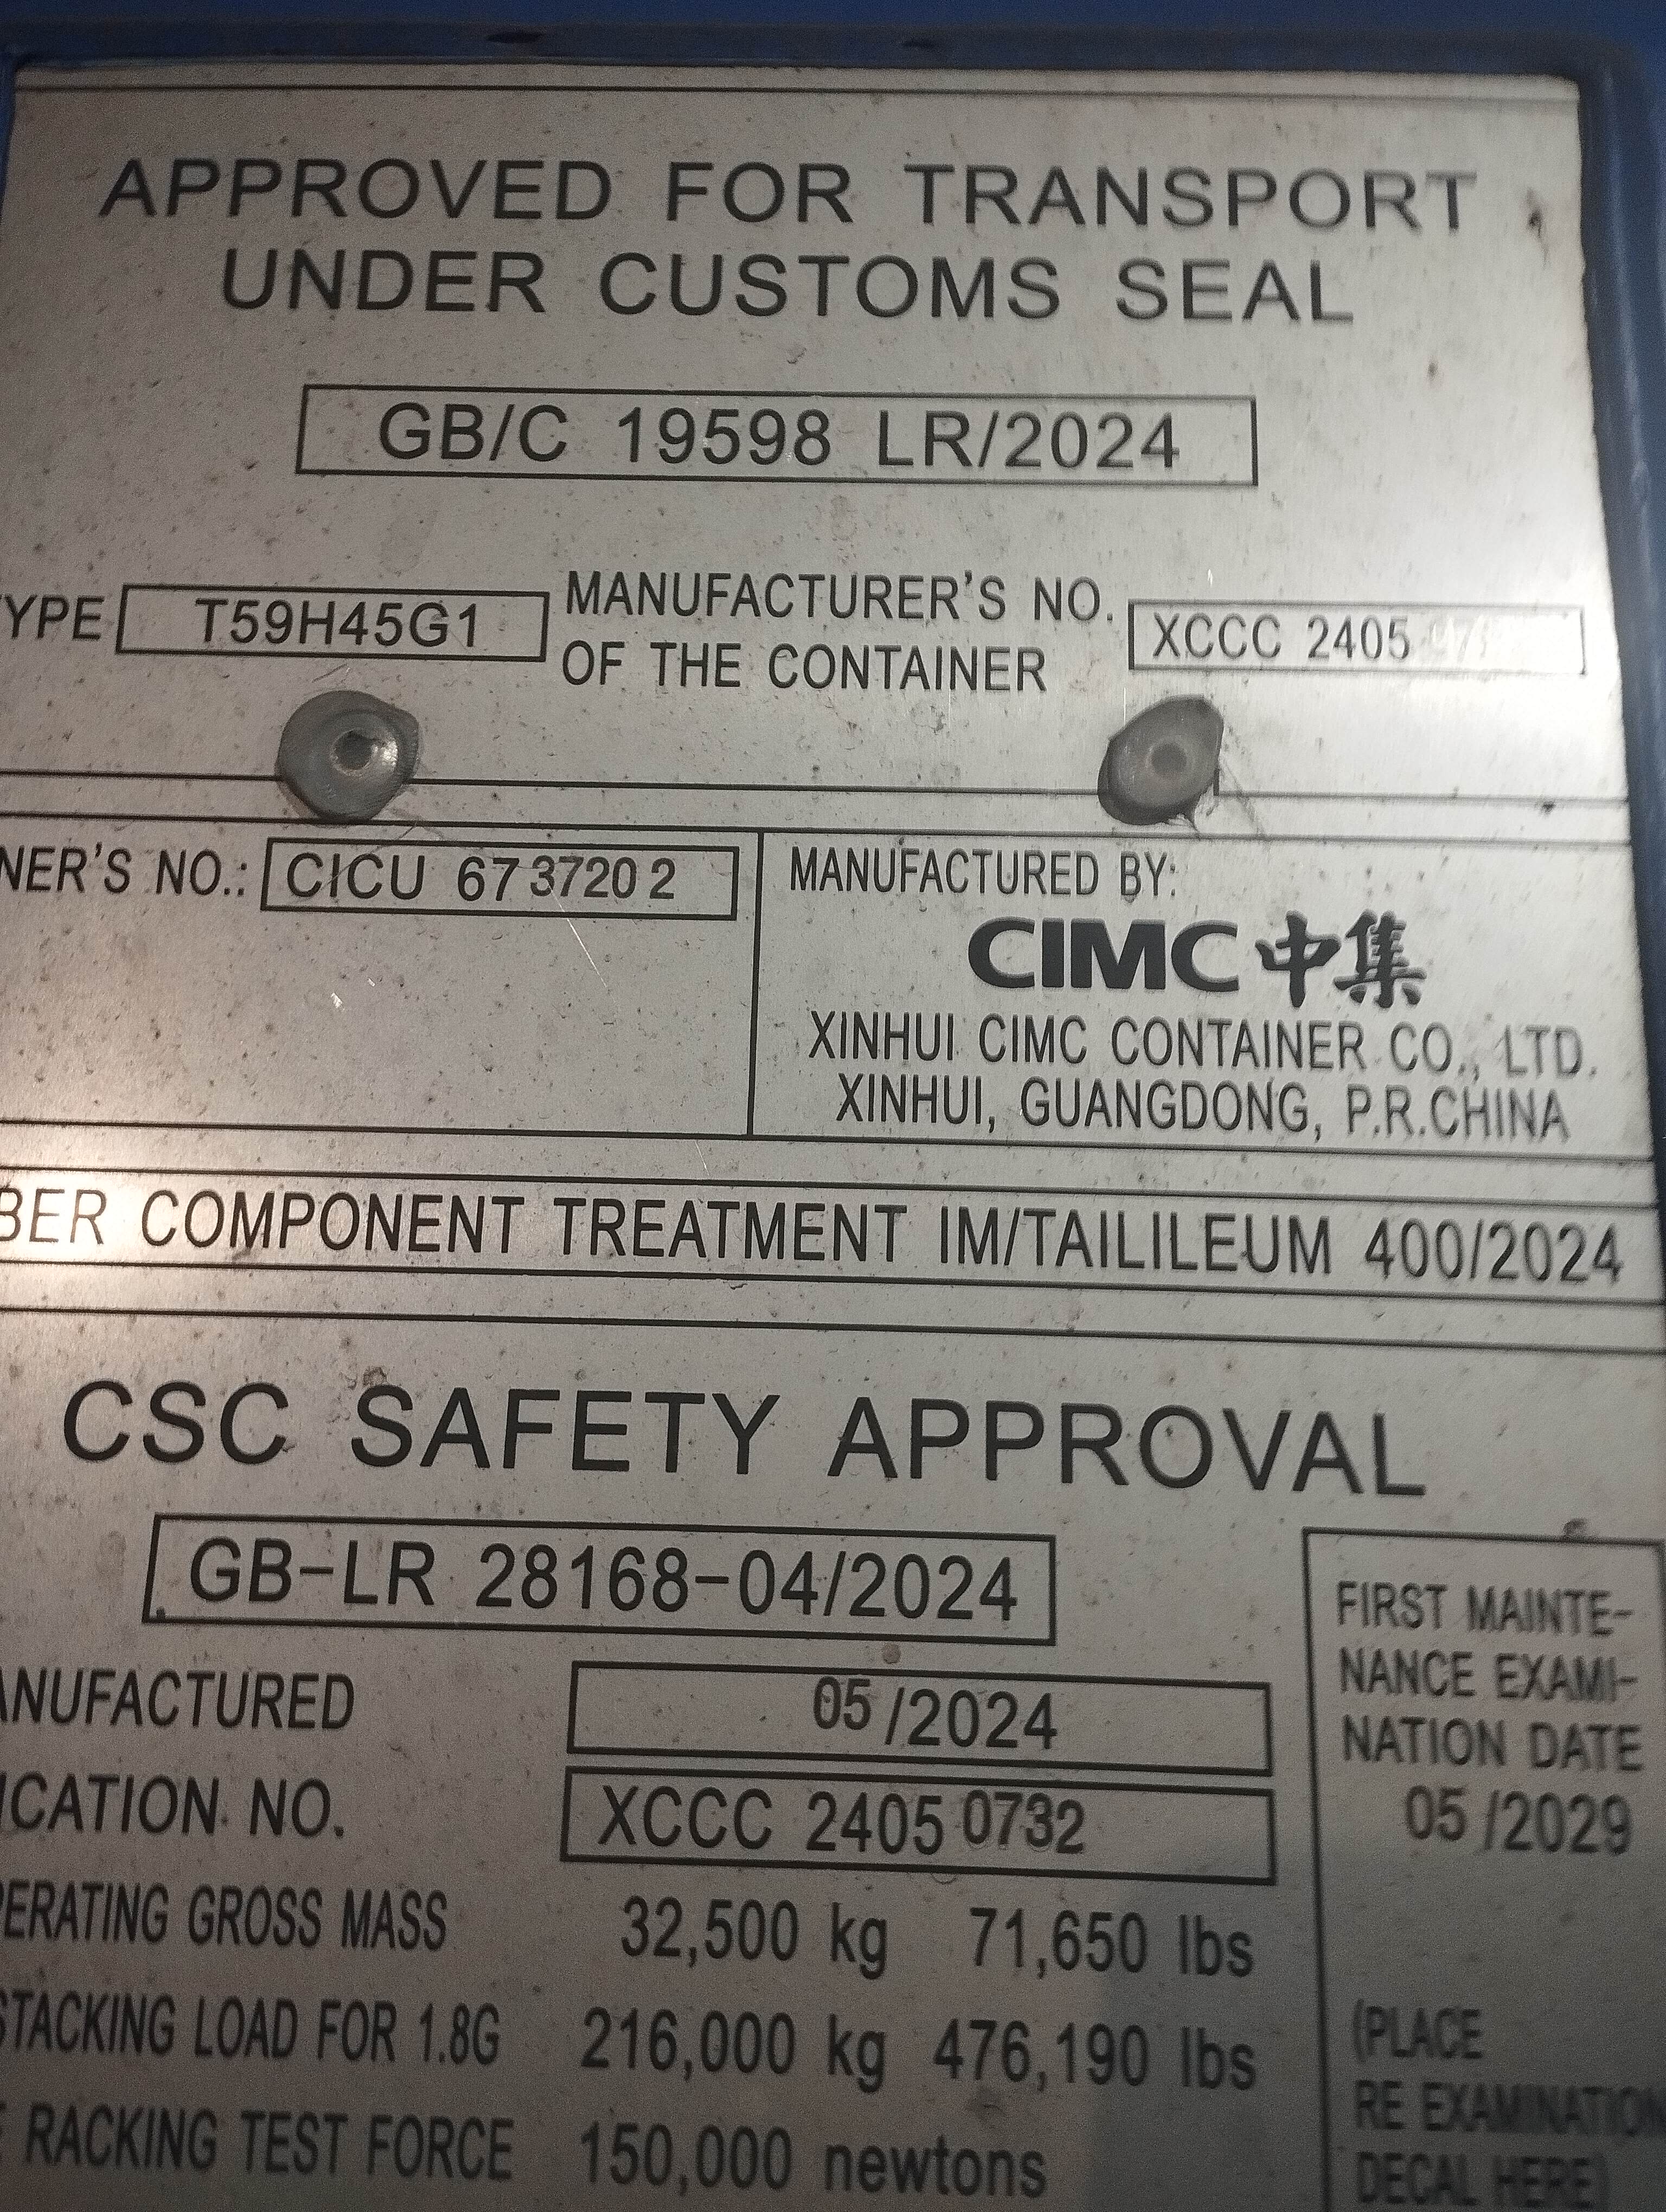 APPROVED FOR TRANSPORT
UNDER CUSTOMS SEAL
GB/C 19598 LR/2024
YPE T59H45G1
MANUFACTURER'S NO.
OF THE CONTAINER
XCCC 2405
NER'S NO.: CICU 67 3720 2
MANUFACTURED BY:
CIMC 中集
XINHUI CIMC CONTAINER CO., LTD.
XINHUI, GUANGDONG, P.R.CHINA
BER COMPONENT TREATMENT IM/TAILILEUM 400/2024
CSC SAFETY APPROVAL
GB-LR 28168-04/2024
ANUFACTURED 05/2024
ICATION NO. XCCC 2405 0732
PERATING GROSS MASS 32,500 kg 71,650 lbs
STACKING LOAD FOR 1.8G 216,000 kg 476,190 lbs
E RACKING TEST FORCE 150,000 newtons
FIRST MAINTE-
NANCE EXAMI-
NATION DATE
05/2029
(PLACE
RE EXAMINATION
DECAL HERE)